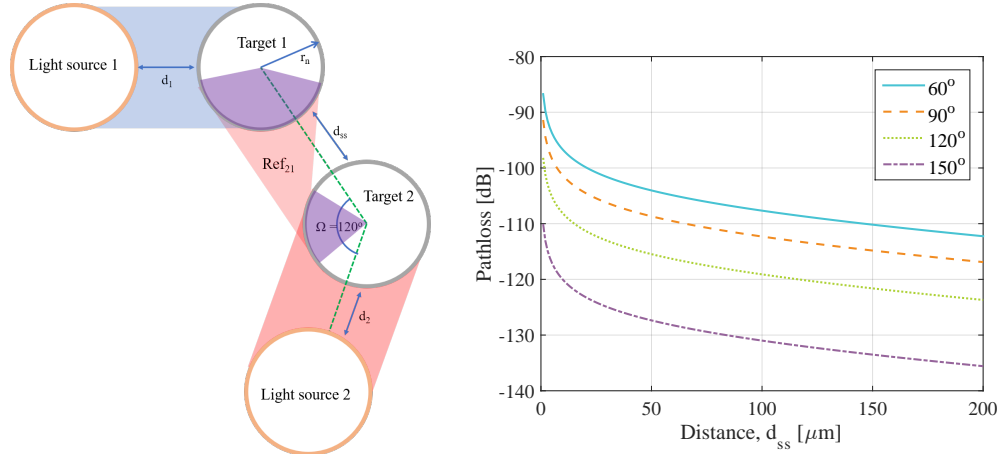 Light source 1
d₁
Target 1
rₐ
dₛₛ
Ref₂₁
Target 2
Ω =120°
d₂
Light source 2
-80
-90
-100
-110
-120
-130
-140
Pathloss [dB]
0
50
100
150
200
Distance, dₛₛ [μm]
60°
90°
120°
150°